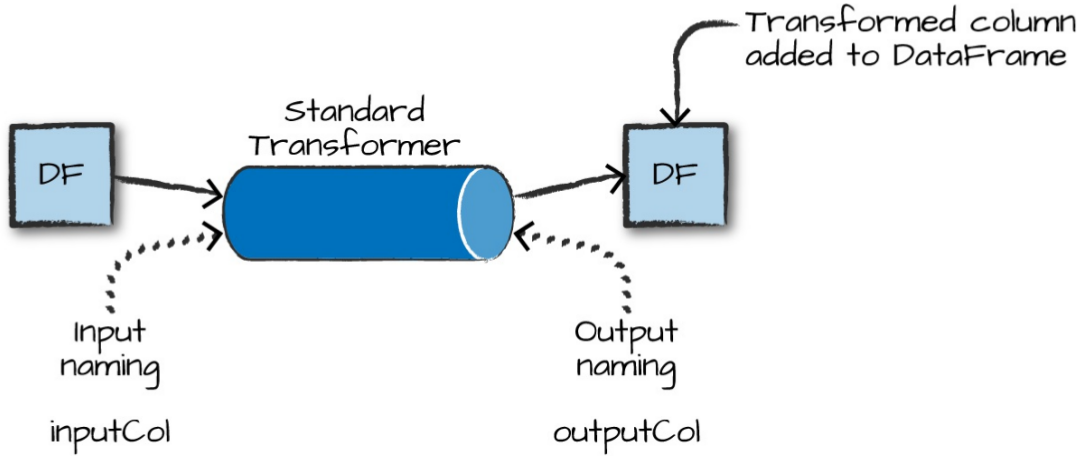 Transformed column
added to DataFrame
Standard
Transformer
DF
DF
Input
naming
inputCol
Output
naming
outputCol